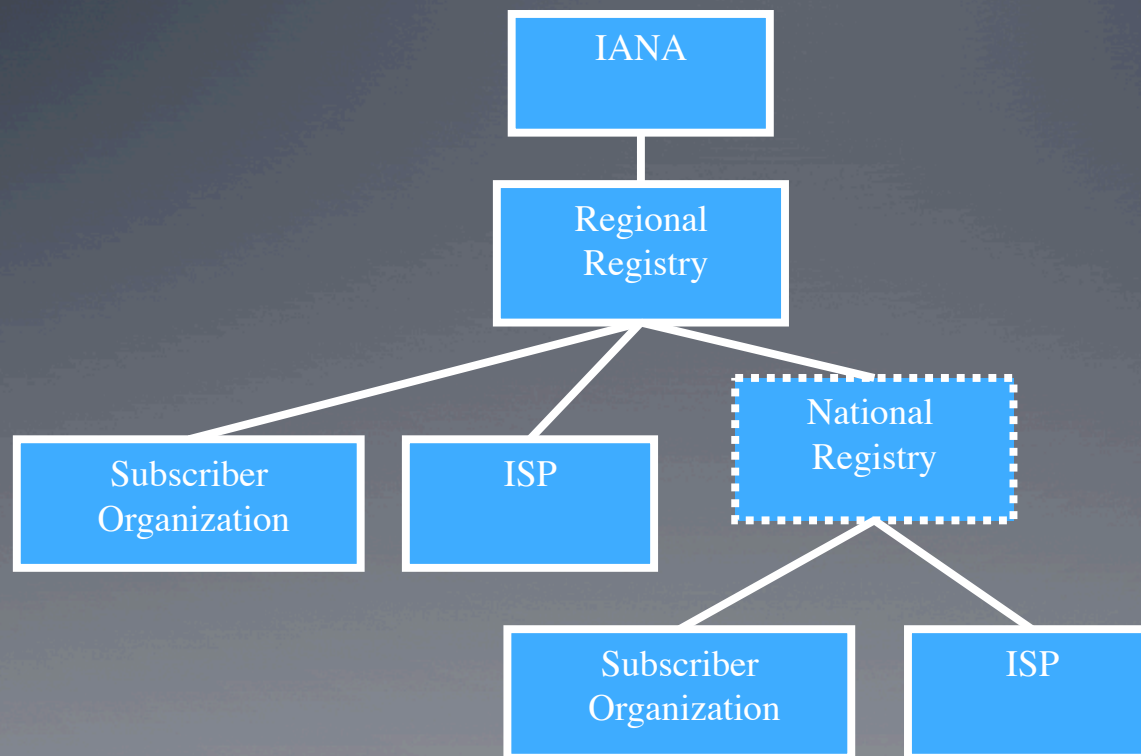 IANA
Regional
Registry
National
Registry
Subscriber
Organization
ISP
Subscriber
Organization
ISP